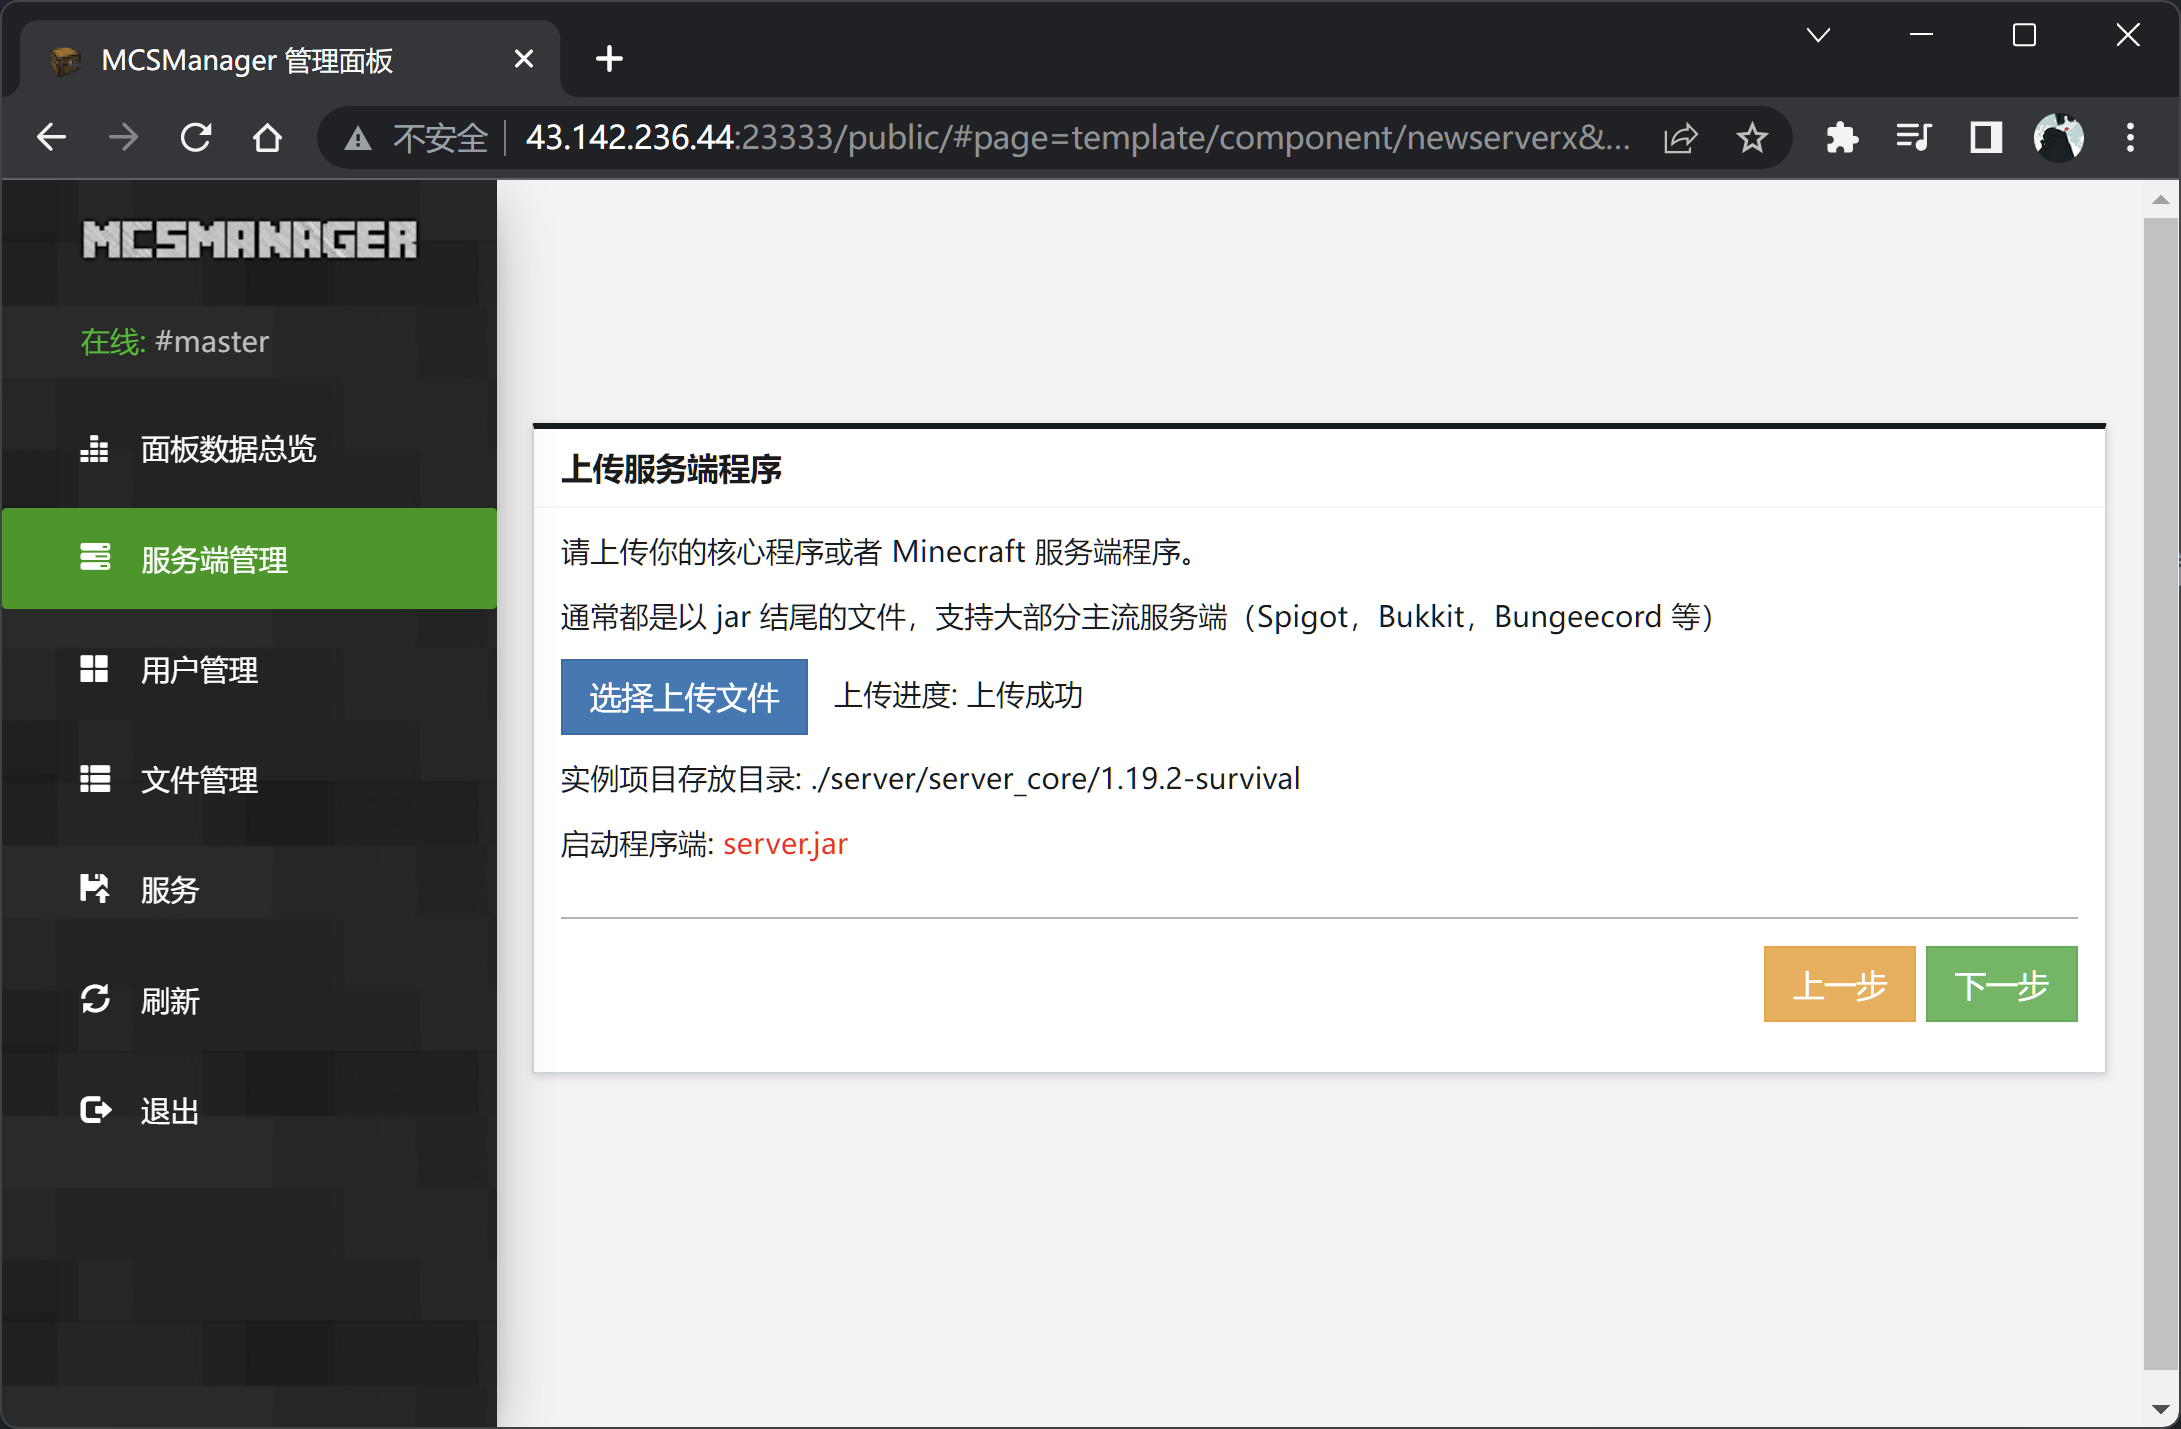 MCSManager 管理面板
不安全 43.142.236.44:23333/public/#page=template/component/newserverx&...
MCSMANAGER
在线: #master
面板数据总览
服务端管理
用户管理
文件管理
服务
刷新
退出
上传服务端程序
请上传你的核心程序或者 Minecraft 服务端程序。
通常都是以 jar 结尾的文件，支持大部分主流服务端（Spigot，Bukkit，Bungeecord 等）
选择上传文件 上传进度: 上传成功
实例项目存放目录: ./server/server_core/1.19.2-survival
启动程序端: server.jar
上一步 下一步